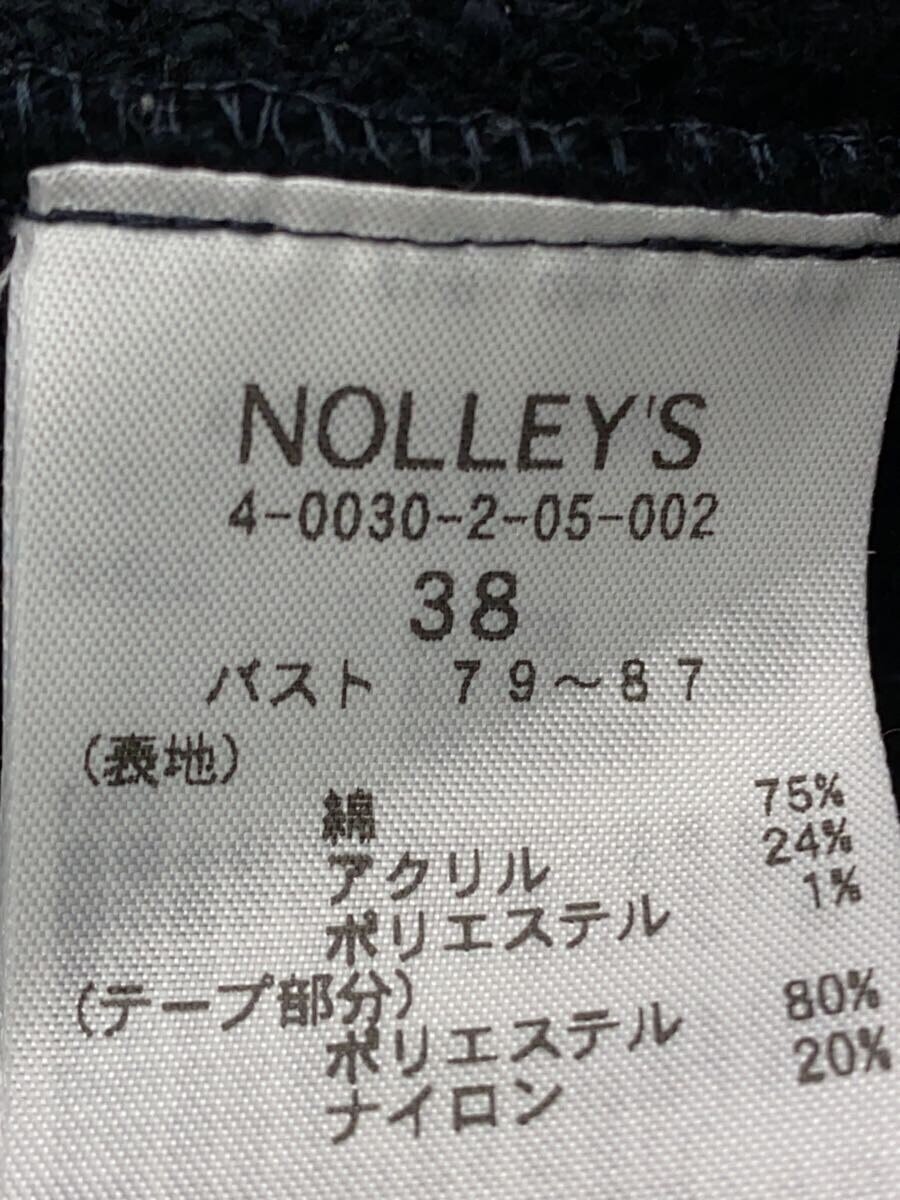 NOLLEY'S
4-0030-2-05-002
38
バスト 79～87
(表地)
綿 75%
アクリル 24%
ポリエステル 1%
(テープ部分)
ポリエステル 80%
ナイロン 20%